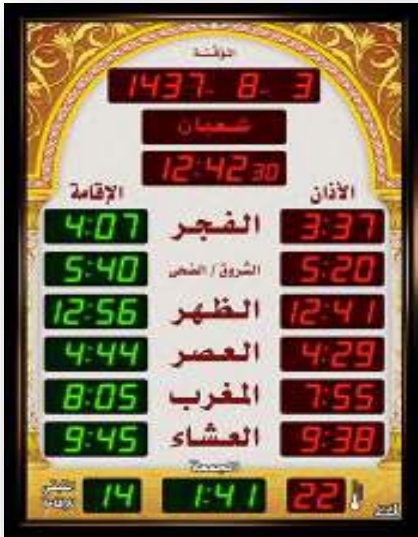 1437- 8- 3
شعبان
12:42 30
الأذان الإقامة
3:37 الفجر 4:07
5:20 الشروق / الضحى 5:40
12:41 الظهر 12:56
4:29 العصر 4:44
7:55 المغرب 8:05
9:38 العشاء 9:45
الجمعة
22 1:41 14